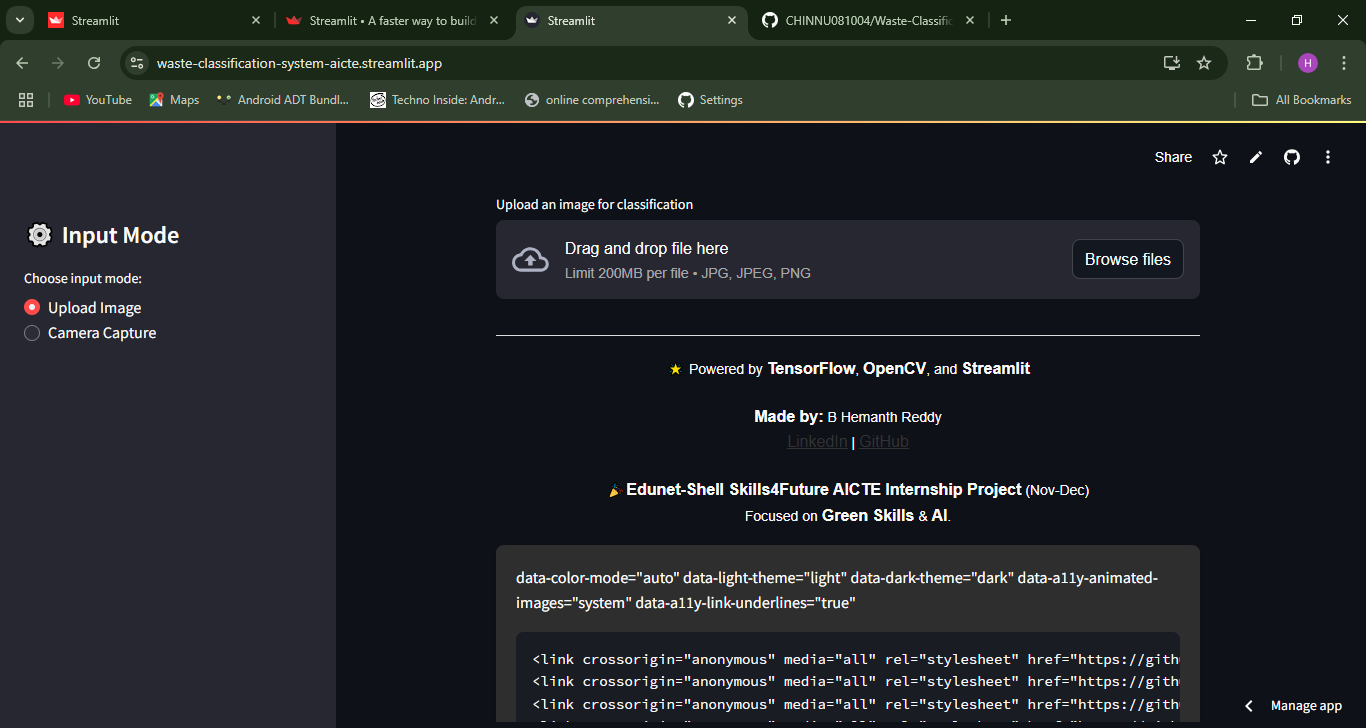 Streamlit
Streamlit • A faster way to build
Streamlit
CHINNU081004/Waste-Classific
waste-classification-system-aicte.streamlit.app
H
YouTube
Maps
Android ADT Bundl...
Techno Inside: Andr...
online comprehensi...
Settings
All Bookmarks
Share
Input Mode
Choose input mode:
Upload Image
Camera Capture
Upload an image for classification
Drag and drop file here
Limit 200MB per file • JPG, JPEG, PNG
Browse files
Powered by TensorFlow, OpenCV, and Streamlit
Made by: B Hemanth Reddy
LinkedIn | GitHub
Edunet-Shell Skills4Future AICTE Internship Project (Nov-Dec)
Focused on Green Skills & AI.
data-color-mode="auto" data-light-theme="light" data-dark-theme="dark" data-a11y-animated-
images="system" data-a11y-link-underlines="true"
<link crossorigin="anonymous" media="all" rel="stylesheet" href="https://gith
<link crossorigin="anonymous" media="all" rel="stylesheet" href="https://gith
<link crossorigin="anonymous" media="all" rel="stylesheet" href="https://gith
Manage app